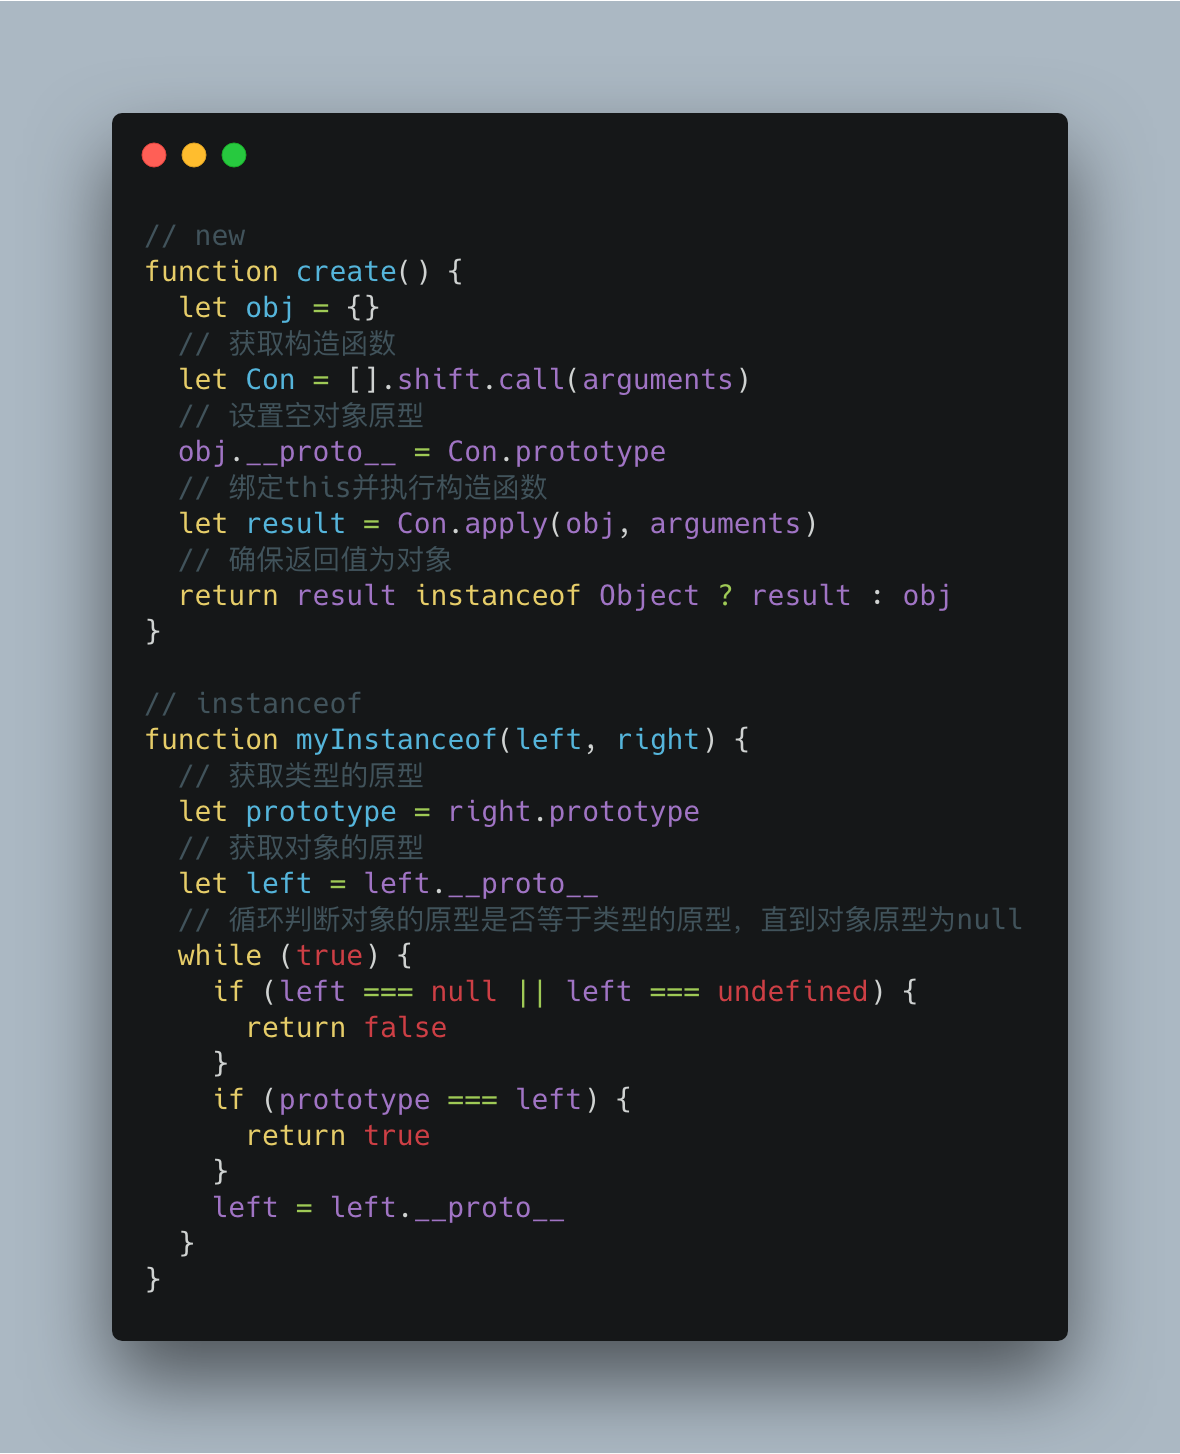 // new
function create() {
  let obj = {}
  // 获取构造函数
  let Con = [].shift.call(arguments)
  // 设置空对象原型
  obj.__proto__ = Con.prototype
  // 绑定this并执行构造函数
  let result = Con.apply(obj, arguments)
  // 确保返回值为对象
  return result instanceof Object ? result : obj
}

// instanceof
function myInstanceof(left, right) {
  // 获取类型的原型
  let prototype = right.prototype
  // 获取对象的原型
  let left = left.__proto__
  // 循环判断对象的原型是否等于类型的原型，直到对象原型为null
  while (true) {
    if (left === null || left === undefined) {
      return false
    }
    if (prototype === left) {
      return true
    }
    left = left.__proto__
  }
}